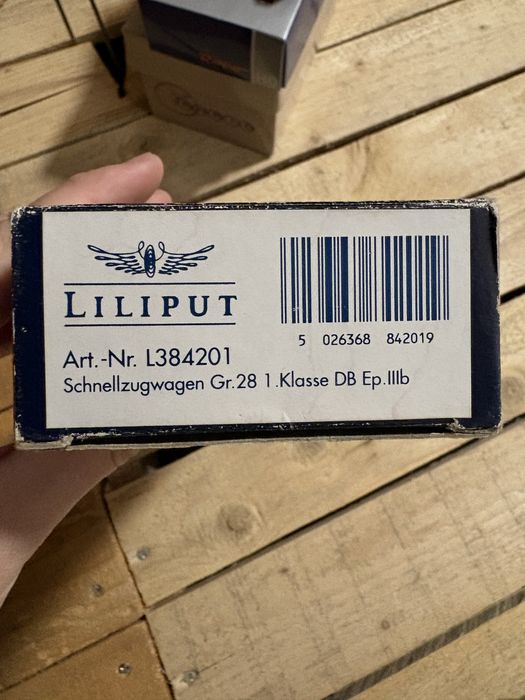 LILIPUT
5 026368 842019
Art.-Nr. L384201
Schnellzugwagen Gr.28 1.Klasse DB Ep.IIIb